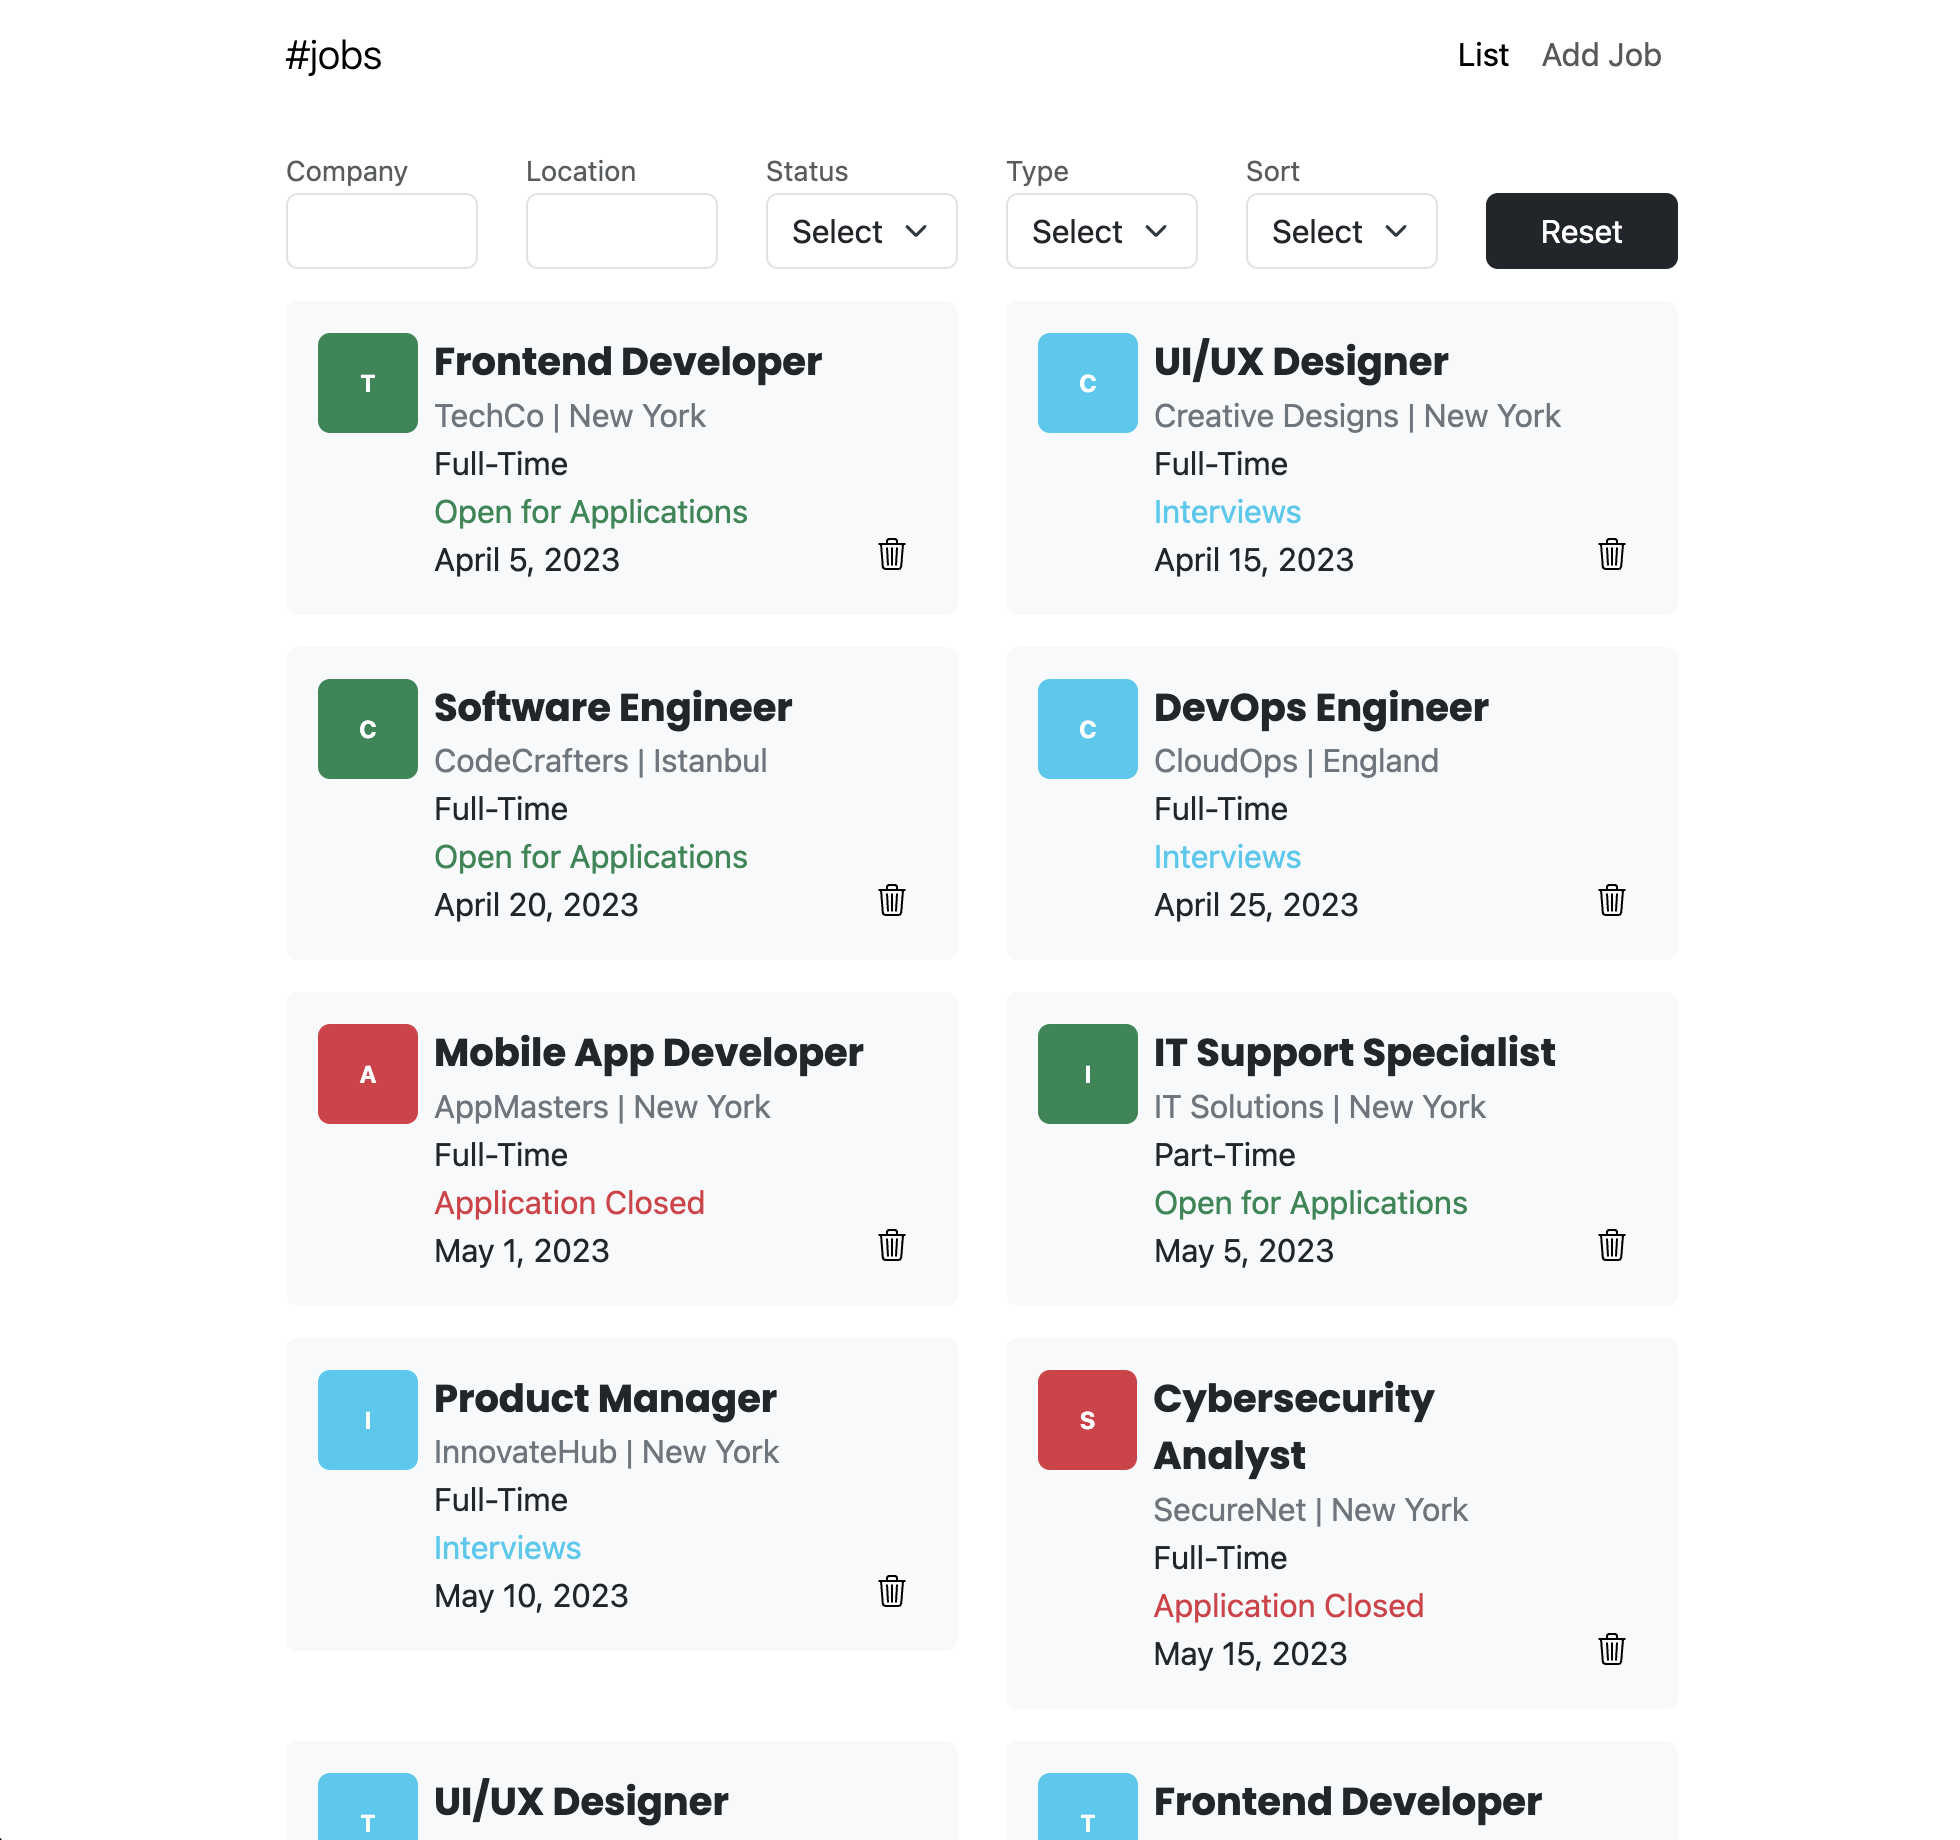 #jobs
List
Add Job
Company
Location
Status
Type
Sort
Select
Select
Select
Reset
T
Frontend Developer
TechCo | New York
Full-Time
Open for Applications
April 5, 2023
C
UI/UX Designer
Creative Designs | New York
Full-Time
Interviews
April 15, 2023
C
Software Engineer
CodeCrafters | Istanbul
Full-Time
Open for Applications
April 20, 2023
C
DevOps Engineer
CloudOps | England
Full-Time
Interviews
April 25, 2023
A
Mobile App Developer
AppMasters | New York
Full-Time
Application Closed
May 1, 2023
I
IT Support Specialist
IT Solutions | New York
Part-Time
Open for Applications
May 5, 2023
I
Product Manager
InnovateHub | New York
Full-Time
Interviews
May 10, 2023
S
Cybersecurity
Analyst
SecureNet | New York
Full-Time
Application Closed
May 15, 2023
T
UI/UX Designer
T
Frontend Developer